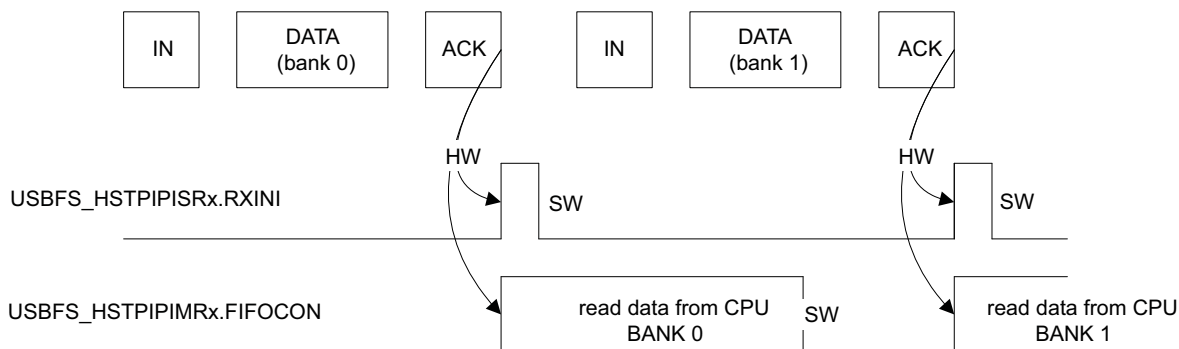 IN
DATA
(bank 0)
ACK
IN
DATA
(bank 1)
ACK
HW
HW
USBFS_HSTPIPISRx.RXINI
SW
SW
USBFS_HSTPIPIMRx.FIFOCON
read data from CPU
BANK 0
SW
read data from CPU
BANK 1